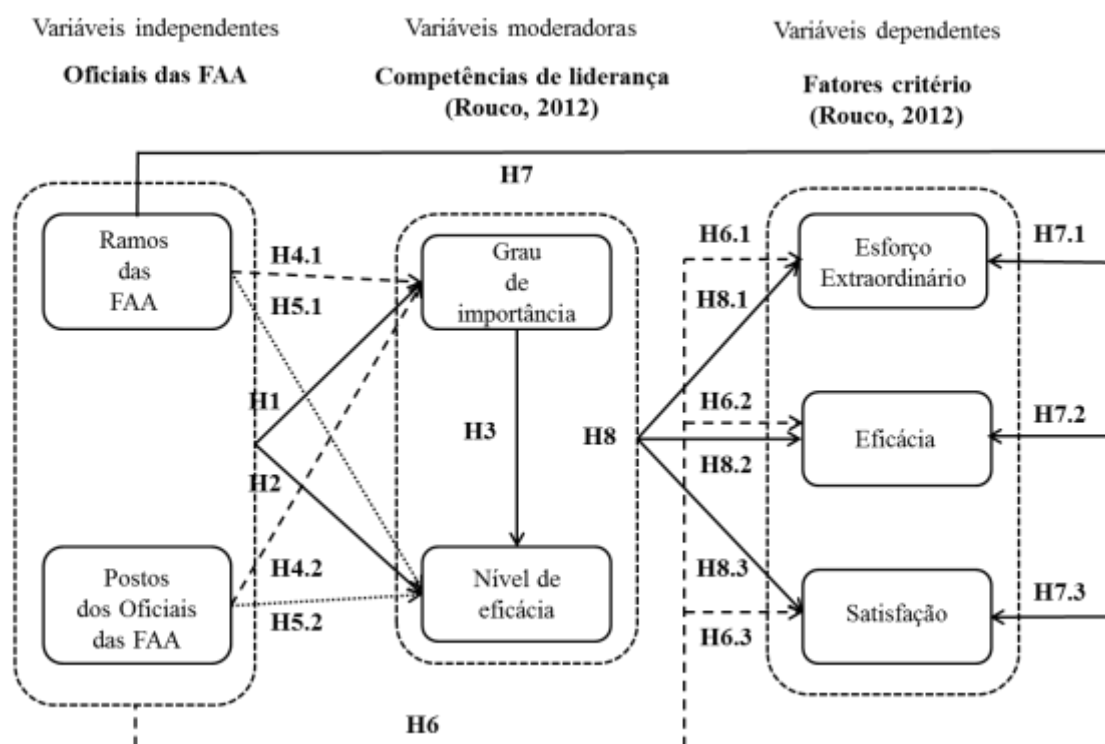 Variáveis independentes
Oficiais das FAA
Variáveis moderadoras
Competências de liderança
(Rouco, 2012)
Variáveis dependentes
Fatores critério
(Rouco, 2012)
H7
Ramos
das
FAA
Postos
dos Oficiais
das FAA
H4.1
H5.1
H1
H2
H4.2
H5.2
Grau
de
importância
H3
Nível de
eficácia
H8
H6.1
H8.1
H6.2
H8.2
H8.3
H6.3
Esforço
Extraordinário
Eficácia
Satisfação
H7.1
H7.2
H7.3
H6